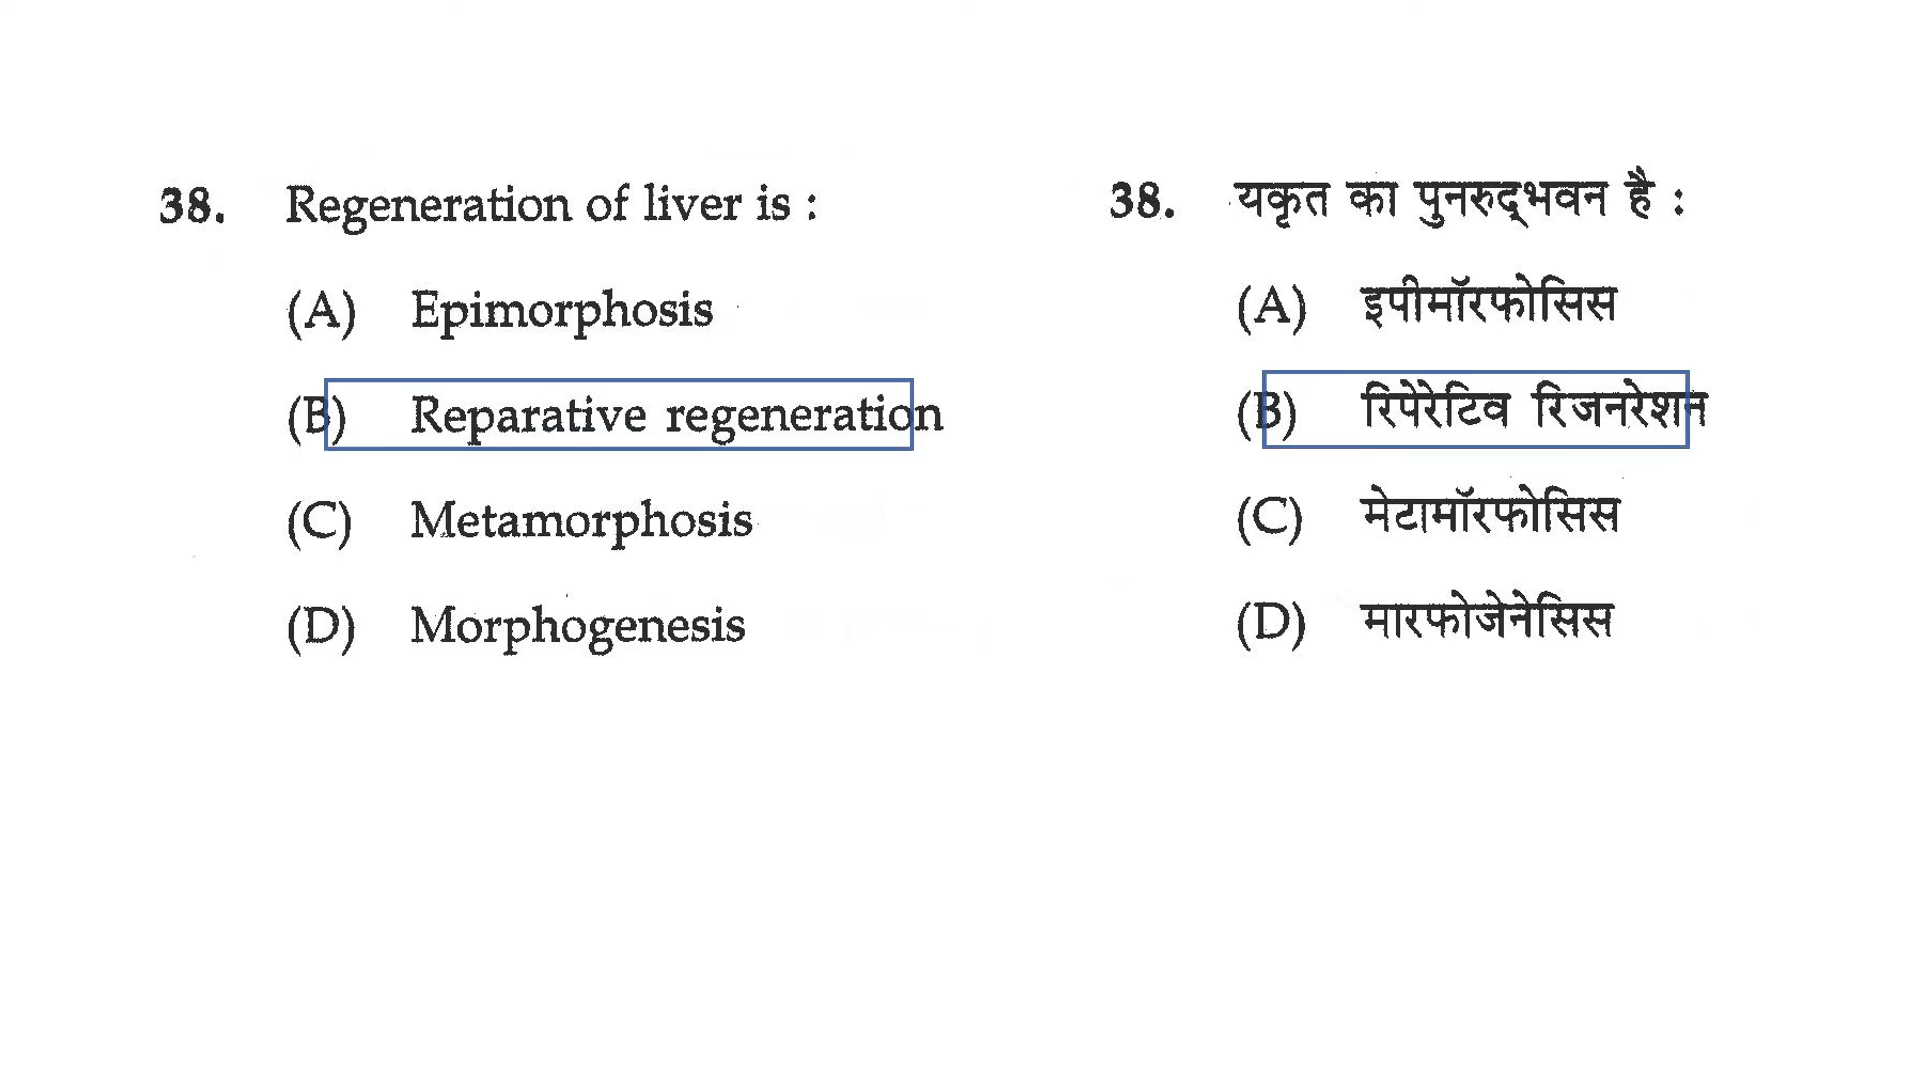 38. Regeneration of liver is :
(A) Epimorphosis
(B) Reparative regeneration
(C) Metamorphosis
(D) Morphogenesis
38. यकृत का पुनरुद्भवन है :
(A) इपीमॉरफोसिस
(B) रिपेरेटिव रिजनरेशन
(C) मेटामॉरफोसिस
(D) मारफोजेनेसिस